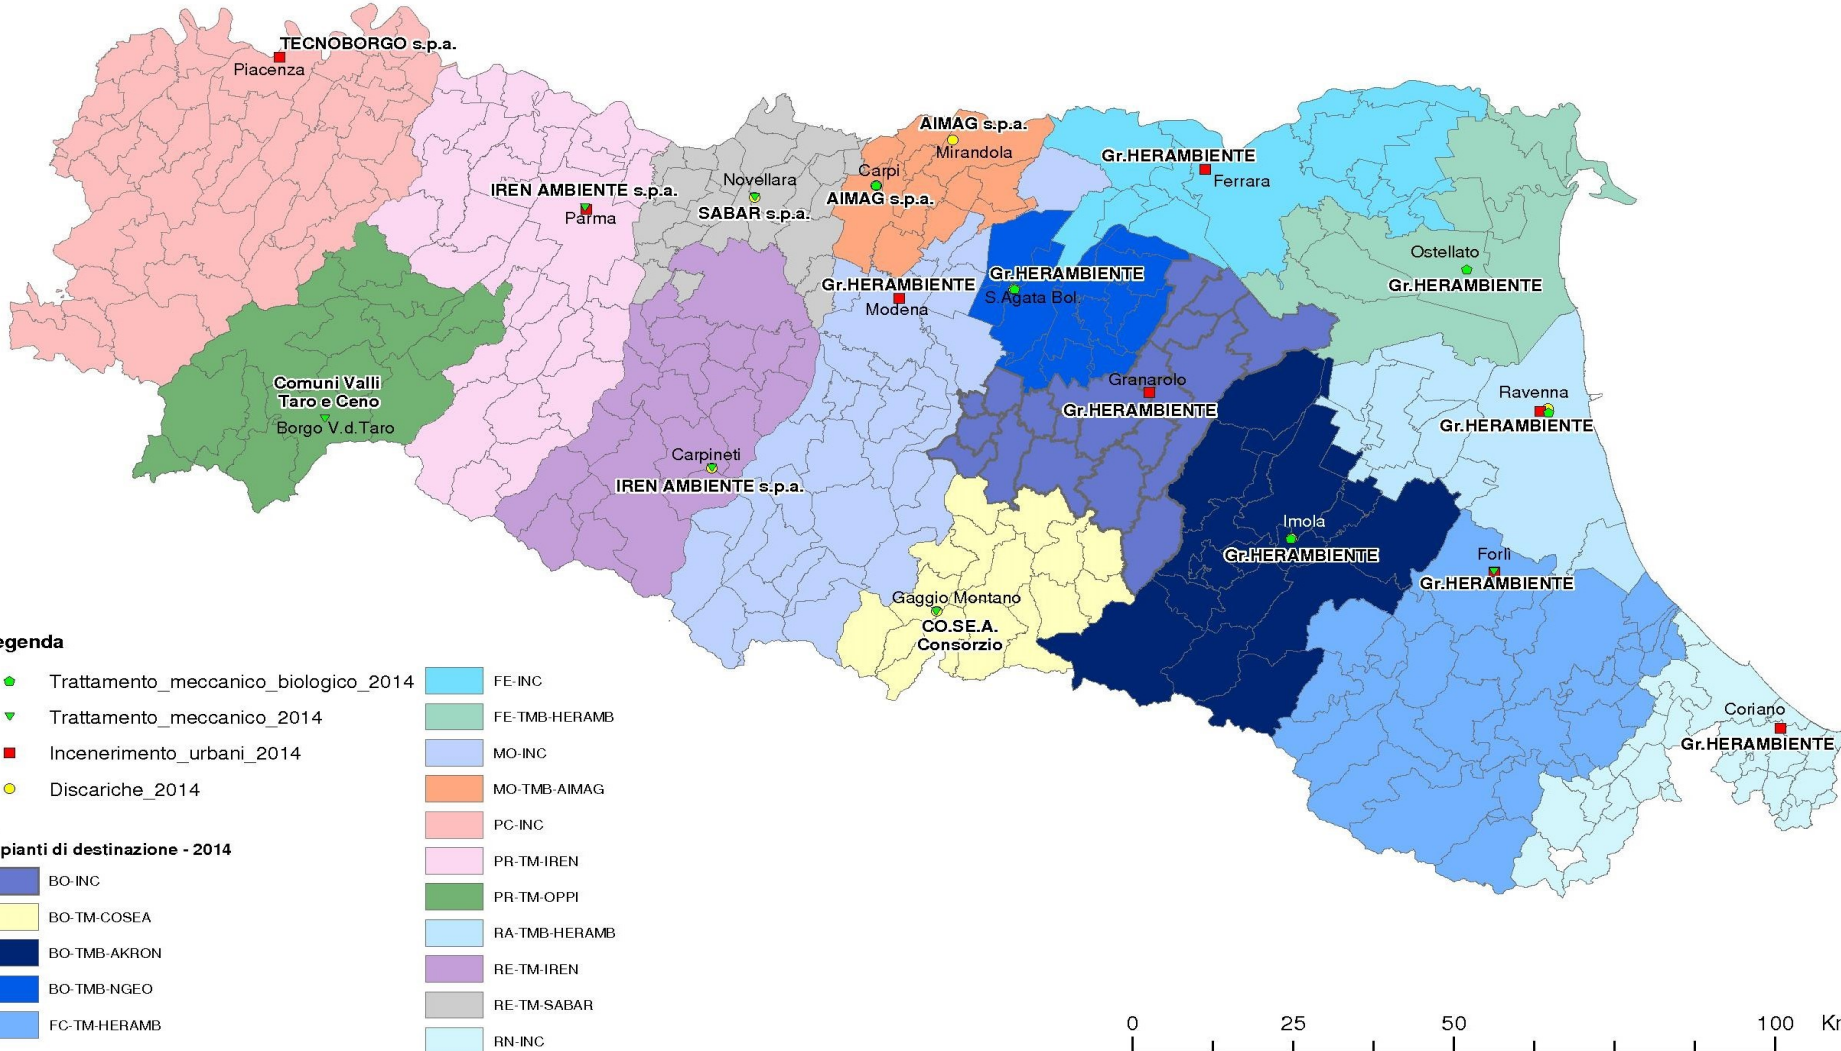 TECNOBORGO s.p.a.
Piacenza
AIMAG s.p.a.
Mirandola
Gr.HERAMBIENTE
Ferrara
Carpi
AIMAG s.p.a.
Novellara
SABAR s.p.a.
IREN AMBIENTE s.p.a.
Parma
Ostellato
Gr.HERAMBIENTE
Gr.HERAMBIENTE
S.Agata Bol.
Gr.HERAMBIENTE
Modena
Comuni Valli
Taro e Ceno
Borgo V.d.Taro
Granarolo
Gr.HERAMBIENTE
Ravenna
Gr.HERAMBIENTE
Carpineti
IREN AMBIENTE s.p.a.
Imola
Gr.HERAMBIENTE
Forlì
Gr.HERAMBIENTE
Gaggio Montano
CO.SE.A.
Consorzio
Coriano
Gr.HERAMBIENTE
egenda
Trattamento_meccanico_biologico_2014
Trattamento_meccanico_2014
Incenerimento_urbani_2014
Discariche_2014
pianti di destinazione - 2014
BO-INC
BO-TM-COSEA
BO-TMB-AKRON
BO-TMB-NGEO
FC-TM-HERAMB
FE-INC
FE-TMB-HERAMB
MO-INC
MO-TMB-AIMAG
PC-INC
PR-TM-IREN
PR-TM-OPPI
RA-TMB-HERAMB
RE-TM-IREN
RE-TM-SABAR
RN-INC
0 25 50 100 K